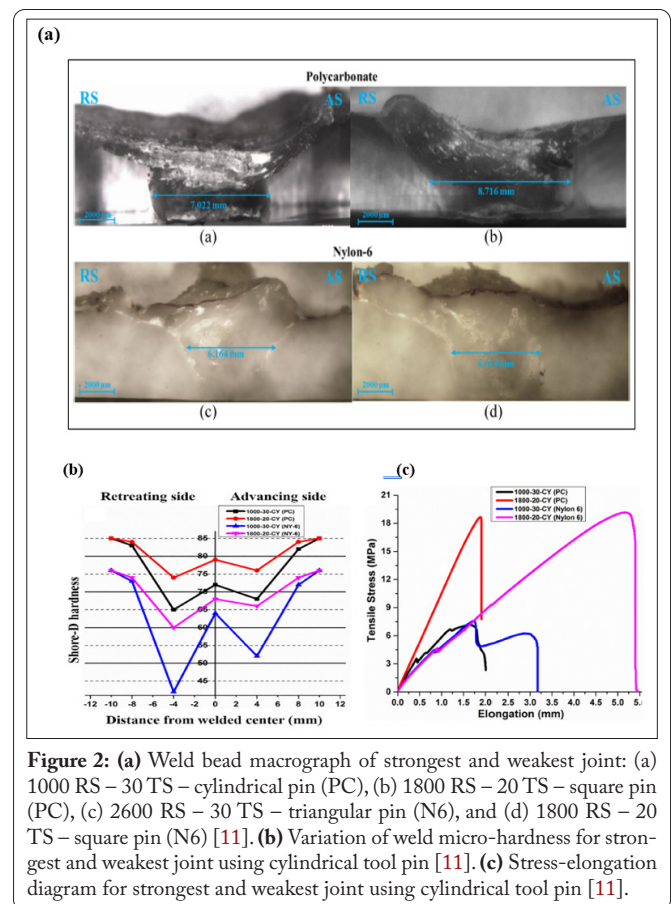 (a)
Polycarbonate
RS
AS
RS
AS
7.022 mm
8.716 mm
2000 µm
2000 µm
(a)
(b)
Nylon-6
RS
AS
RS
AS
6.164 mm
2000 µm
2000 µm
(c)
(d)
(b)
Retreating side
Advancing side
1000-30-CY (PC)
1800-20-CY (PC)
1000-30-CY (NY-6)
1800-20-CY (NY-6)
85
80
75
70
65
60
55
50
45
Shore-D hardness
-12 -10 -8 -6 -4 -2 0 2 4 6 8 10 12
Distance from welded center (mm)
(c)
1000-30-CY (PC)
1800-20-CY (PC)
1000-30-CY (Nylon 6)
1800-20-CY (Nylon 6)
21
18
15
12
9
6
3
0
Tensile Stress (MPa)
0.0 0.5 1.0 1.5 2.0 2.5 3.0 3.5 4.0 4.5 5.0 5.5
Elongation (mm)
Figure 2: (a) Weld bead macrograph of strongest and weakest joint: (a)
1000 RS – 30 TS – cylindrical pin (PC), (b) 1800 RS – 20 TS – square pin
(PC), (c) 2600 RS – 30 TS – triangular pin (N6), and (d) 1800 RS – 20
TS – square pin (N6) [11]. (b) Variation of weld micro-hardness for stron-
gest and weakest joint using cylindrical tool pin [11]. (c) Stress-elongation
diagram for strongest and weakest joint using cylindrical tool pin [11].